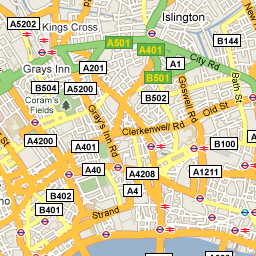 Islington
A5202
Kings Cross
A501
A401
B144
City Rd
Grays Inn
A201
A1
B501
Bath St
B504
A5200
B502
Goswell Rd
Old St
Coram's
Fields
Gray's Inn Rd
Clerkenwell Rd
A4200
A401
B100
A40
A4208
A1211
B402
A4
B401
Strand